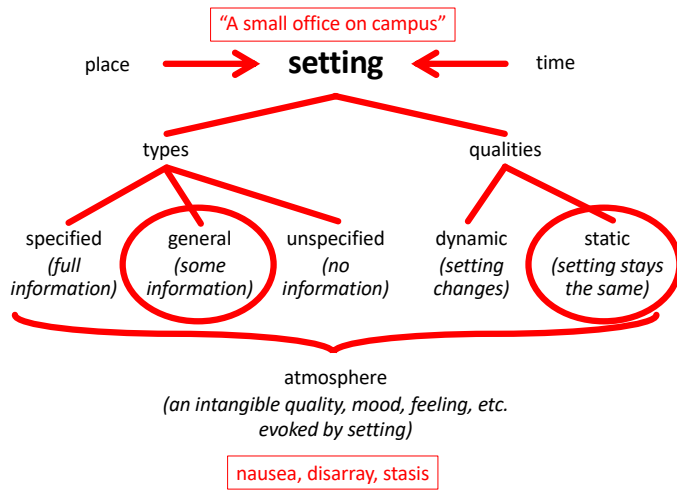 “A small office on campus”
place
setting
time
types
qualities
specified
(full
information)
general
(some
information)
unspecified
(no
information)
dynamic
(setting
changes)
static
(setting stays
the same)
atmosphere
(an intangible quality, mood, feeling, etc.
evoked by setting)
nausea, disarray, stasis